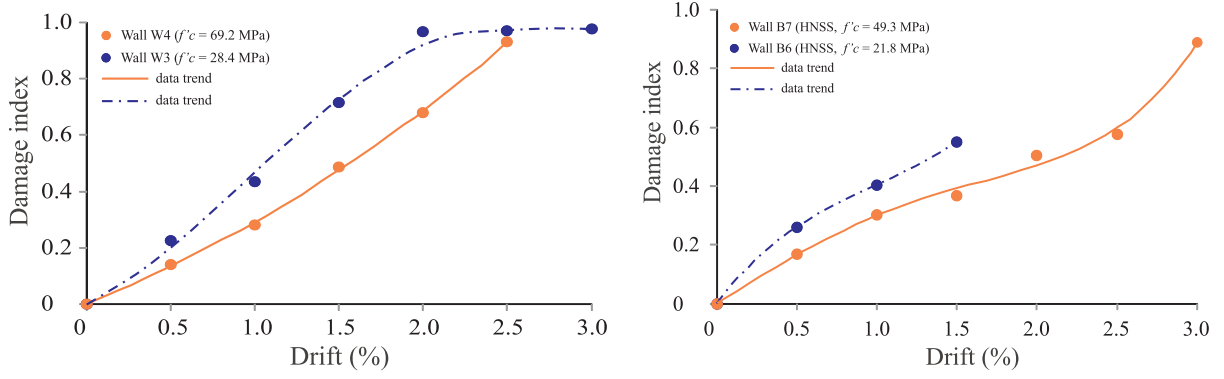 1.0
0.8
0.6
0.4
0.2
0
Damage index
Wall W4 (f'c = 69.2 MPa)
Wall W3 (f'c = 28.4 MPa)
data trend
data trend
0 0.5 1.0 1.5 2.0 2.5 3.0
Drift (%)
1.0
0.8
0.6
0.4
0.2
0
Damage index
Wall B7 (HNSS, f'c = 49.3 MPa)
Wall B6 (HNSS, f'c = 21.8 MPa)
data trend
data trend
0 0.5 1.0 1.5 2.0 2.5 3.0
Drift (%)